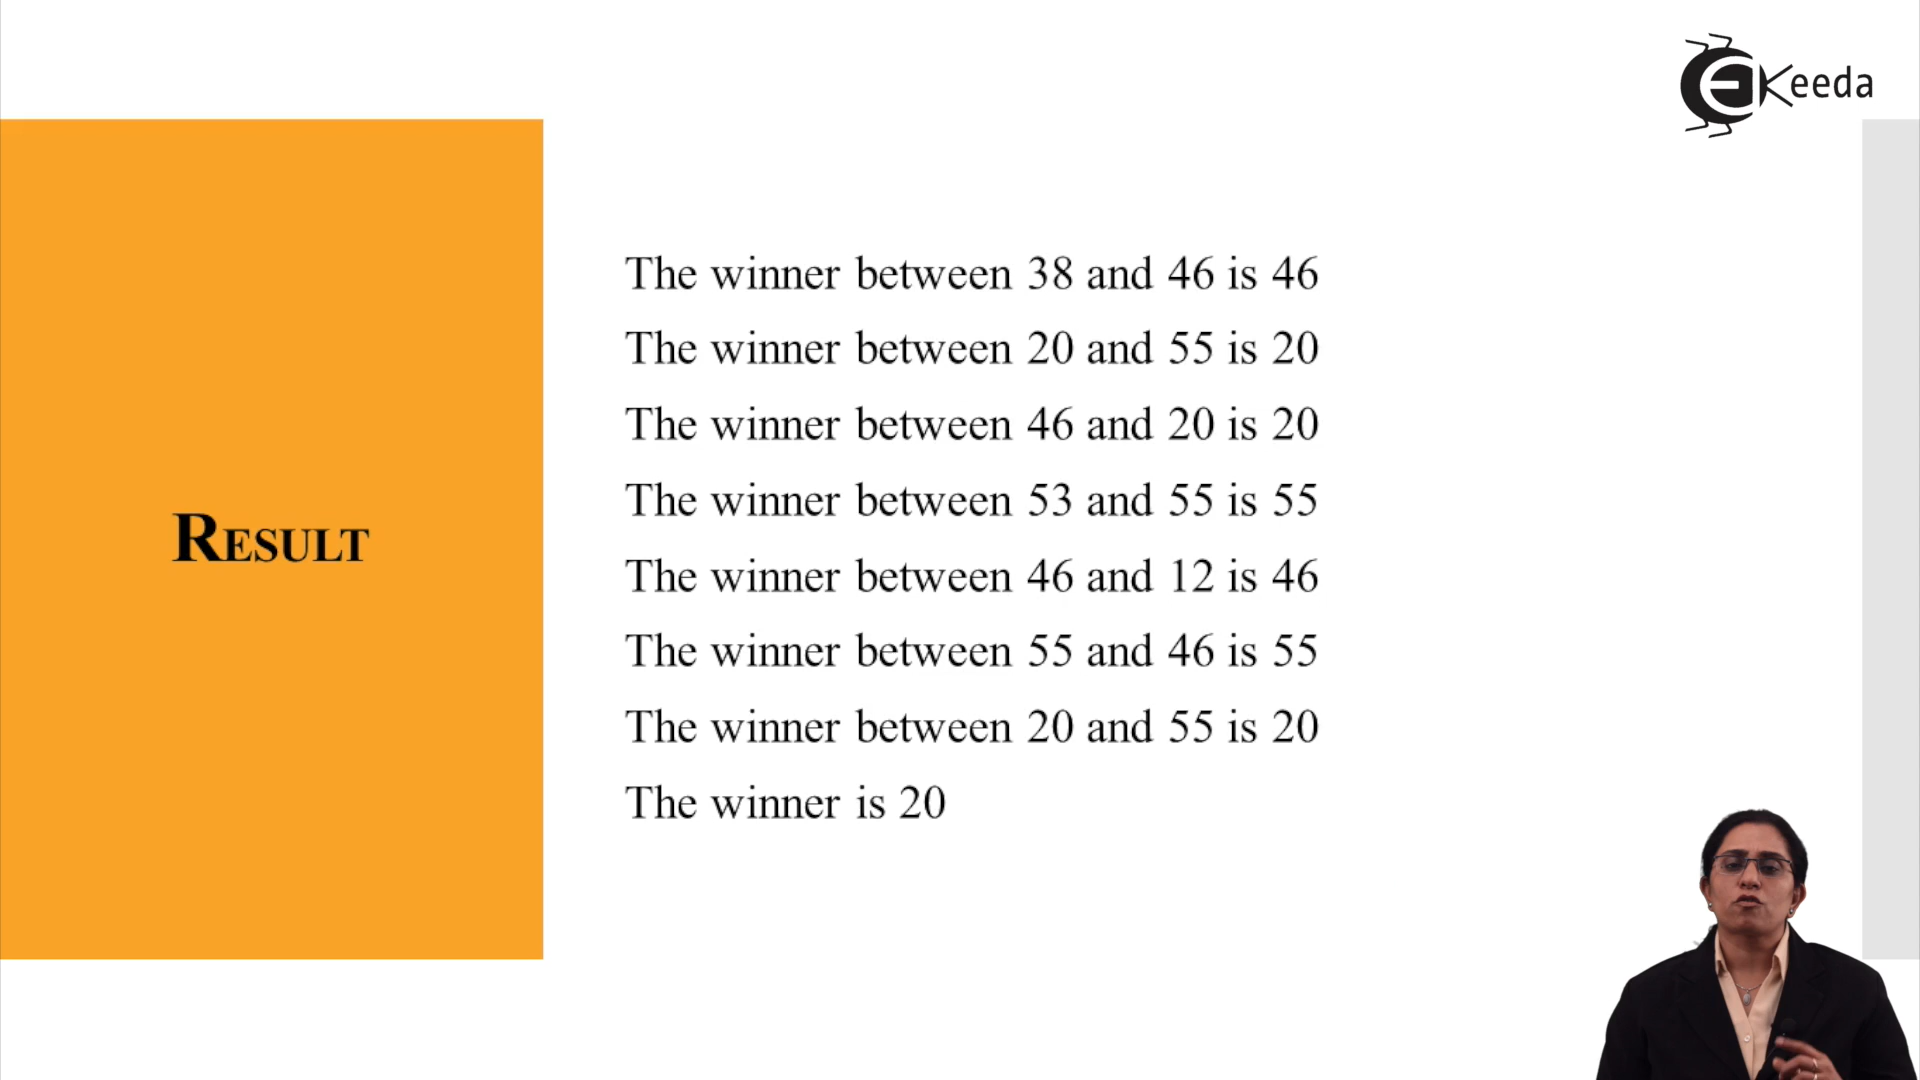 EKeeda
The winner between 38 and 46 is 46
The winner between 20 and 55 is 20
The winner between 46 and 20 is 20
The winner between 53 and 55 is 55
The winner between 46 and 12 is 46
The winner between 55 and 46 is 55
The winner between 20 and 55 is 20
The winner is 20
RESULT